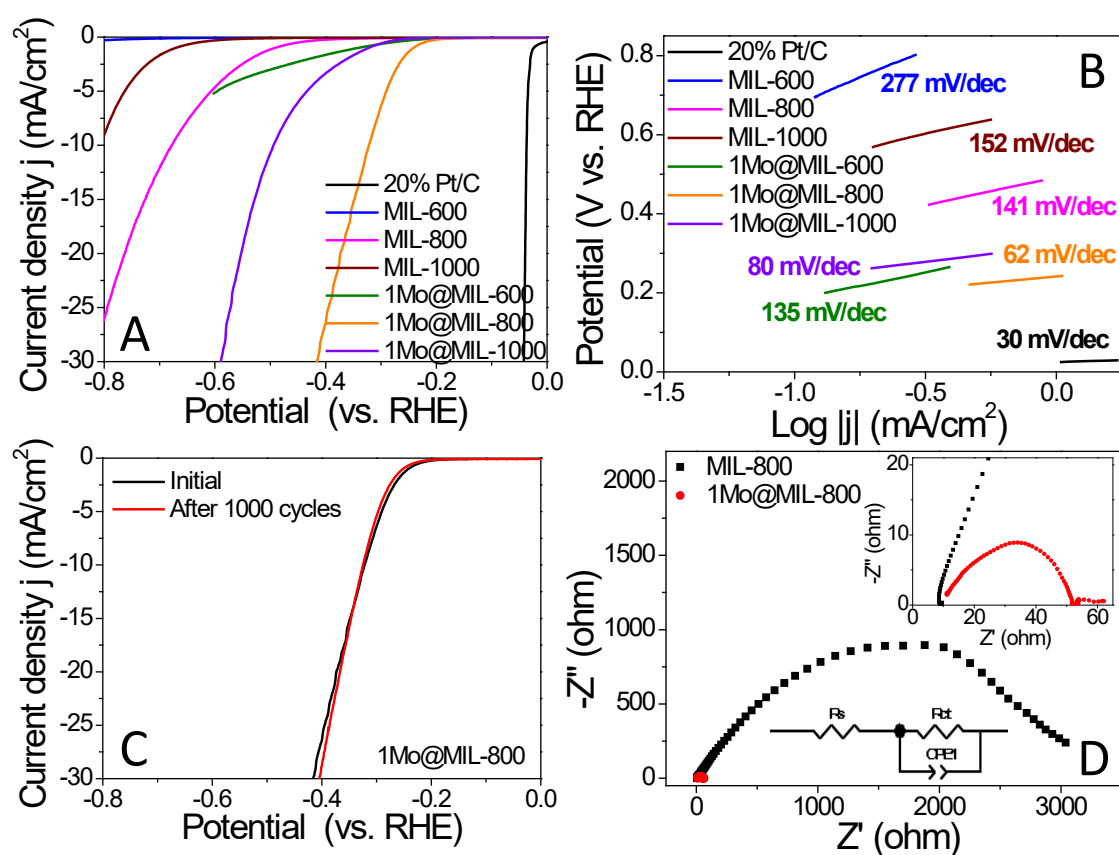 0
-5
-10
-15
-20
-25
-30
-0.8
-0.6
-0.4
-0.2
0.0
Current density j (mA/cm²)
Potential (vs. RHE)
20% Pt/C
MIL-600
MIL-800
MIL-1000
1Mo@MIL-600
1Mo@MIL-800
1Mo@MIL-1000
A
0.8
0.6
0.4
0.2
0.0
-1.5
-1.0
-0.5
0.0
Potential (V vs. RHE)
Log |j| (mA/cm²)
20% Pt/C
MIL-600
MIL-800
MIL-1000
1Mo@MIL-600
1Mo@MIL-800
1Mo@MIL-1000
B
277 mV/dec
152 mV/dec
141 mV/dec
80 mV/dec
62 mV/dec
135 mV/dec
30 mV/dec
0
-5
-10
-15
-20
-25
-30
-0.8
-0.6
-0.4
-0.2
0.0
Current density j (mA/cm²)
Potential (vs. RHE)
Initial
After 1000 cycles
C
1Mo@MIL-800
2000
1750
1500
1250
1000
750
500
250
0
0
1000
2000
3000
-Z'' (ohm)
Z' (ohm)
MIL-800
1Mo@MIL-800
20
10
0
0
20
40
60
-Z'' (ohm)
Z' (ohm)
Rs
Rct
CPE1
D